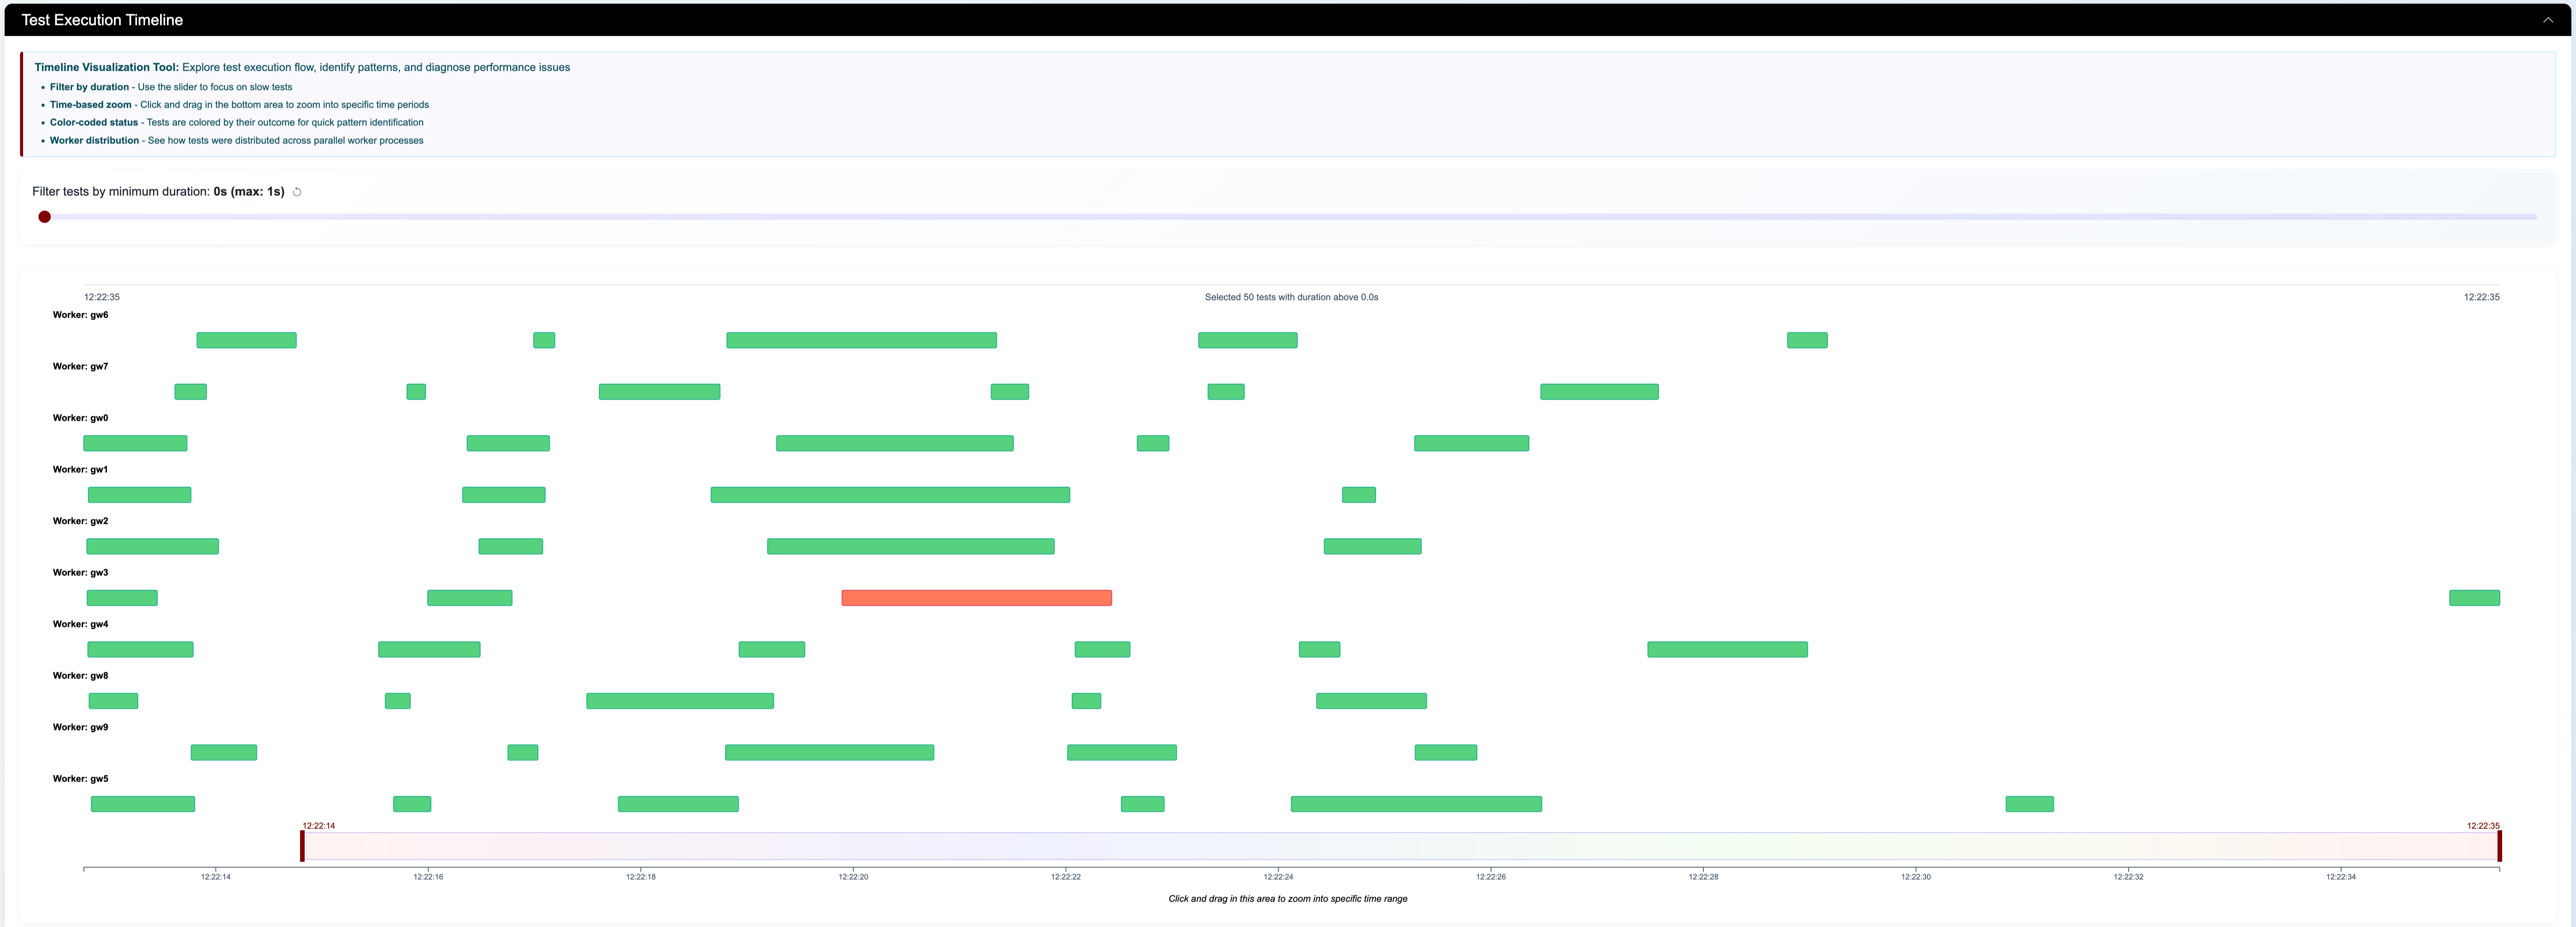 Test Execution Timeline
Timeline Visualization Tool: Explore test execution flow, identify patterns, and diagnose performance issues
• Filter by duration - Use the slider to focus on slow tests
• Time-based zoom - Click and drag in the bottom area to zoom into specific time periods
• Color-coded status - Tests are colored by their outcome for quick pattern identification
• Worker distribution - See how tests were distributed across parallel worker processes
Filter tests by minimum duration: 0s (max: 1s)
12:22:35 Selected 50 tests with duration above 0.0s 12:22:35
Worker: gw6
Worker: gw7
Worker: gw0
Worker: gw1
Worker: gw2
Worker: gw3
Worker: gw4
Worker: gw8
Worker: gw9
Worker: gw5
12:22:14 12:22:35
12:22:14 12:22:16 12:22:18 12:22:20 12:22:22 12:22:24 12:22:26 12:22:28 12:22:30 12:22:32 12:22:34
Click and drag in this area to zoom into specific time range